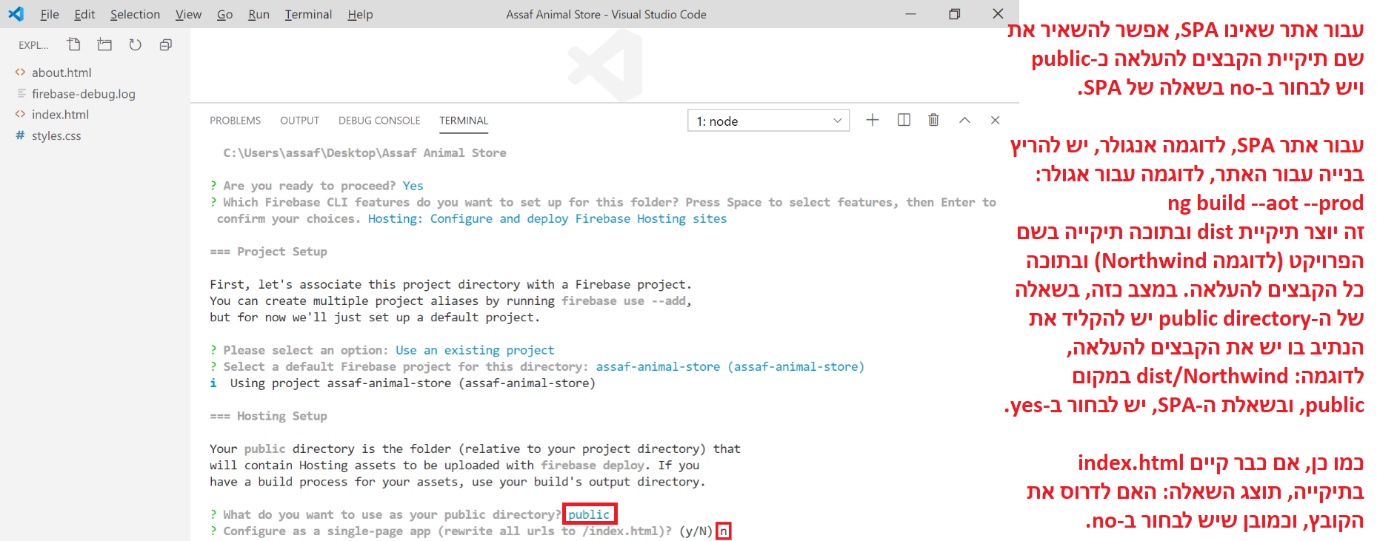 File Edit Selection View Go Run Terminal Help
Assaf Animal Store - Visual Studio Code
EXPL...
about.html
firebase-debug.log
index.html
styles.css
PROBLEMS OUTPUT DEBUG CONSOLE TERMINAL
1: node
C:\Users\assaf\Desktop\Assaf Animal Store
? Are you ready to proceed? Yes
? Which Firebase CLI features do you want to set up for this folder? Press Space to select features, then Enter to
confirm your choices. Hosting: Configure and deploy Firebase Hosting sites
=== Project Setup
First, let's associate this project directory with a Firebase project.
You can create multiple project aliases by running firebase use --add,
but for now we'll just set up a default project.
? Please select an option: Use an existing project
? Select a default Firebase project for this directory: assaf-animal-store (assaf-animal-store)
i Using project assaf-animal-store (assaf-animal-store)
=== Hosting Setup
Your public directory is the folder (relative to your project directory) that
will contain Hosting assets to be uploaded with firebase deploy. If you
have a build process for your assets, use your build's output directory.
? What do you want to use as your public directory? public
? Configure as a single-page app (rewrite all urls to /index.html)? (y/N) n
עבור אתר שאינו SPA, אפשר להשאיר את
שם תיקיית הקבצים להעלאה כ-public
ויש לבחור ב-no בשאלה של SPA.
עבור אתר SPA, לדוגמה אנגולר, יש להריץ
בנייה עבור האתר, לדוגמה עבור אגולר:
ng build --aot --prod
זה יוצר תיקיית dist ובתוכה תיקייה בשם
הפרויקט (לדוגמה Northwind) ובתוכה
כל הקבצים להעלאה. במצב כזה, בשאלה
של ה-public directory יש להקליד את
הנתיב בו יש את הקבצים להעלאה,
לדוגמה: dist/Northwind במקום
public, ובשאלת ה-SPA, יש לבחור ב-yes.
כמו כן, אם כבר קיים index.html
בתיקייה, תוצג השאלה: האם לדרוס את
הקובץ, וכמובן שיש לבחור ב-no.